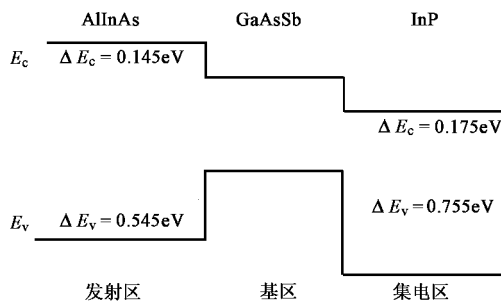 AlInAs GaAsSb InP
Ec ΔEc = 0.145eV
ΔEc = 0.175eV
Ev ΔEv = 0.545eV ΔEv = 0.755eV
发射区 基区 集电区